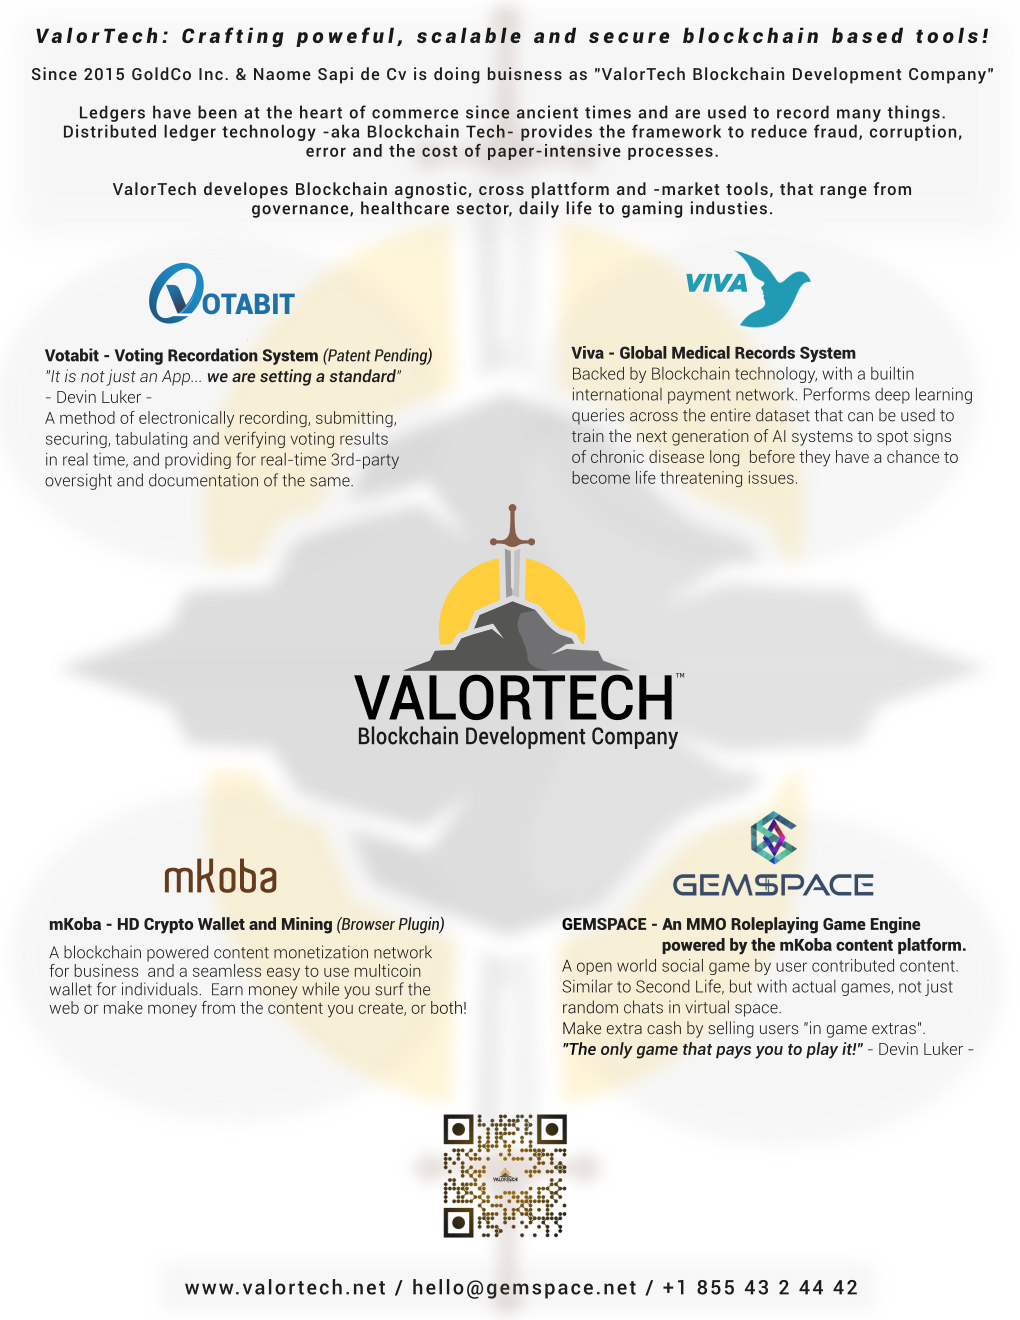 ValorTech: Crafting poweful, scalable and secure blockchain based tools!
Since 2015 GoldCo Inc. & Naome Sapi de Cv is doing buisness as "ValorTech Blockchain Development Company"
Ledgers have been at the heart of commerce since ancient times and are used to record many things.
Distributed ledger technology -aka Blockchain Tech- provides the framework to reduce fraud, corruption,
error and the cost of paper-intensive processes.
ValorTech developes Blockchain agnostic, cross plattform and -market tools, that range from
governance, healthcare sector, daily life to gaming industies.
VOTABIT
Votabit - Voting Recordation System (Patent Pending)
"It is not just an App... we are setting a standard"
- Devin Luker -
A method of electronically recording, submitting,
securing, tabulating and verifying voting results
in real time, and providing for real-time 3rd-party
oversight and documentation of the same.
VIVA
Viva - Global Medical Records System
Backed by Blockchain technology, with a builtin
international payment network. Performs deep learning
queries across the entire dataset that can be used to
train the next generation of AI systems to spot signs
of chronic disease long before they have a chance to
become life threatening issues.
VALORTECH™
Blockchain Development Company
mKoba
mKoba - HD Crypto Wallet and Mining (Browser Plugin)
A blockchain powered content monetization network
for business and a seamless easy to use multicoin
wallet for individuals. Earn money while you surf the
web or make money from the content you create, or both!
GEMSPACE
GEMSPACE - An MMO Roleplaying Game Engine
powered by the mKoba content platform.
A open world social game by user contributed content.
Similar to Second Life, but with actual games, not just
random chats in virtual space.
Make extra cash by selling users "in game extras".
"The only game that pays you to play it!" - Devin Luker -
VALORTECH
www.valortech.net / hello@gemspace.net / +1 855 43 2 44 42